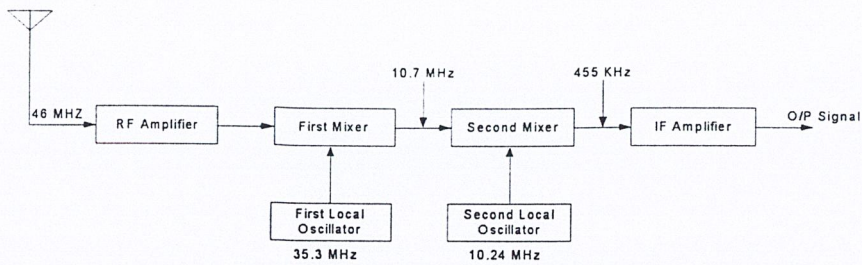 10.7 MHz
455 KHz
46 MHZ
RF Amplifier
First Mixer
Second Mixer
IF Amplifier
O/P Signal
First Local
Oscillator
Second Local
Oscillator
35.3 MHz
10.24 MHz